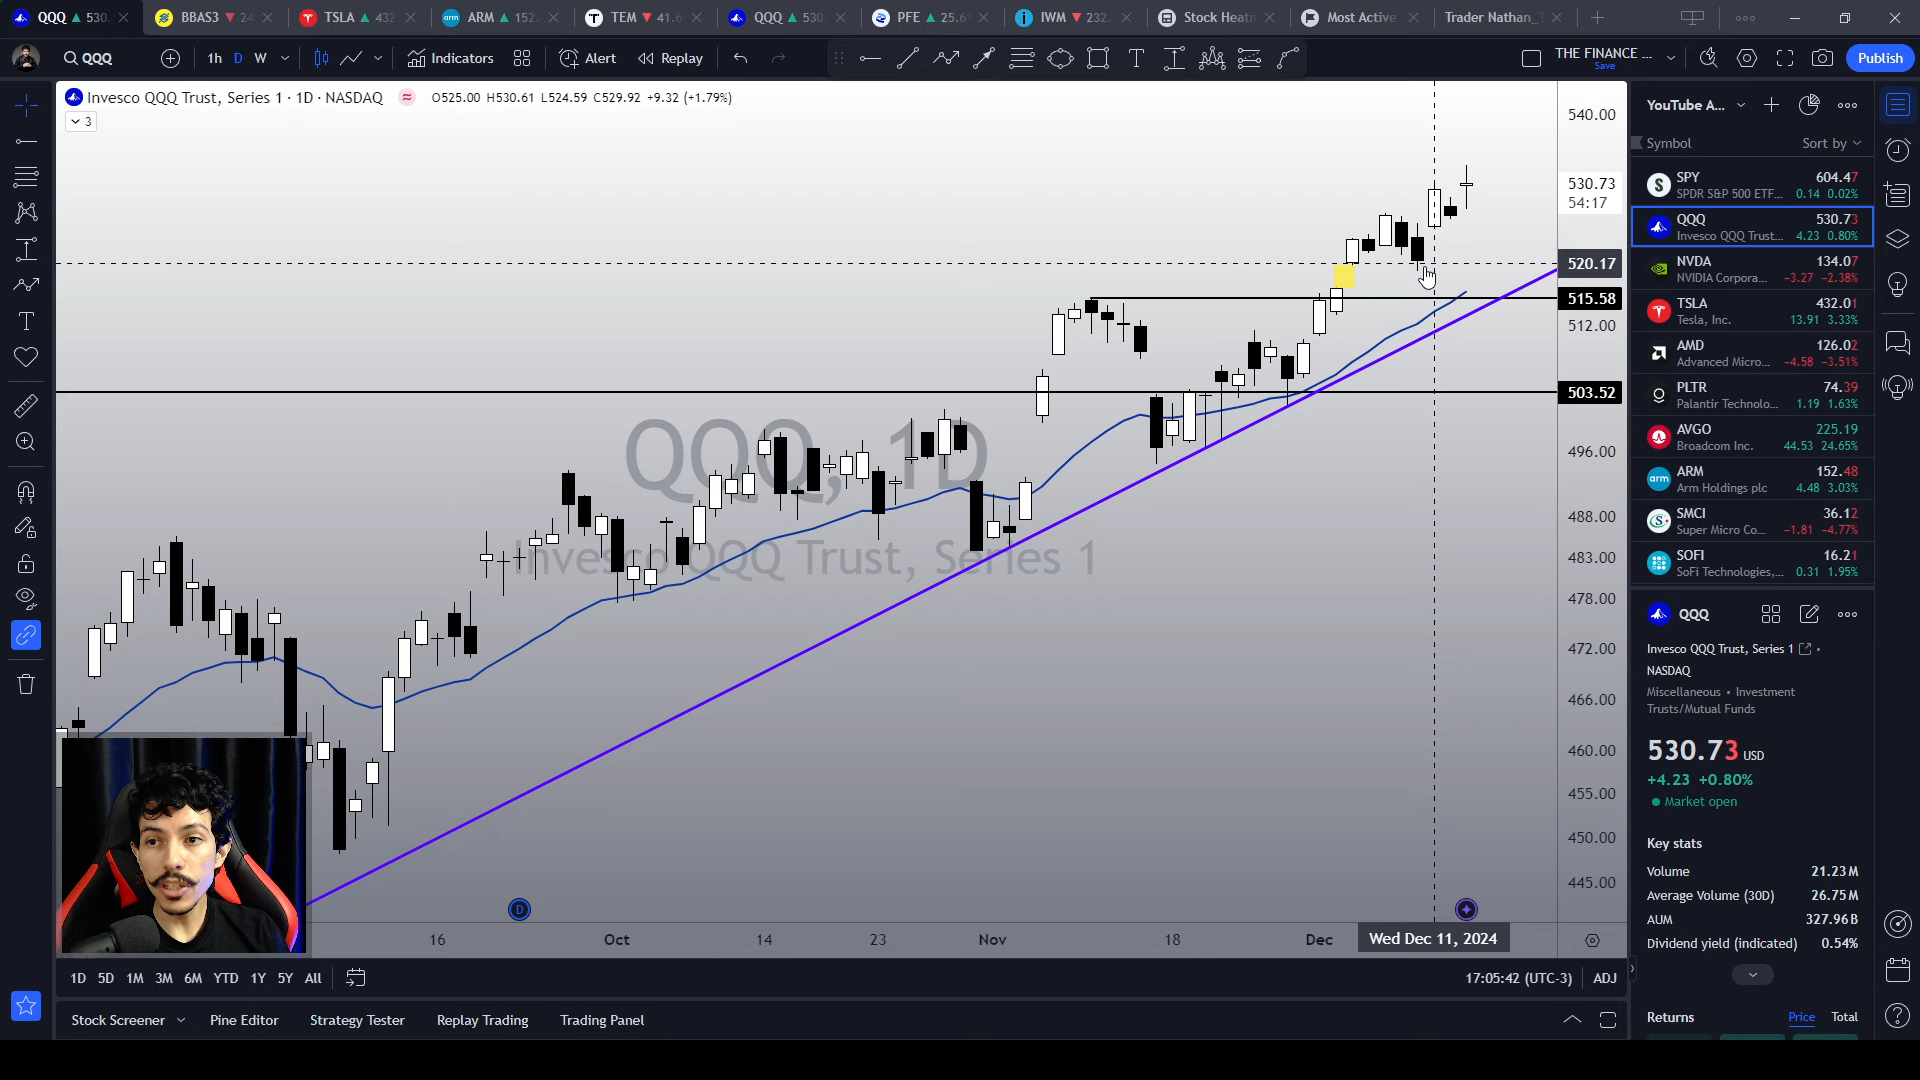 QQQ 530. BBAS3 24 TSLA 432 ARM 152. TEM 41.6 QQQ 530. PFE 25.6 IWM 232. Stock Heatm Most Active Trader Nathan_
QQQ 1h D W Indicators Alert Replay THE FINANCE ... Save Publish
Invesco QQQ Trust, Series 1 · 1D · NASDAQ O525.00 H530.61 L524.59 C529.92 +9.32 (+1.79%)
3
540.00
530.73
54:17
520.17
515.58
512.00
503.52
496.00
488.00
483.00
478.00
472.00
466.00
460.00
455.00
450.00
445.00
QQQ, 1D
Invesco QQQ Trust, Series 1
D
16 Oct 14 23 Nov 18 Dec Wed Dec 11, 2024
1D 5D 1M 3M 6M YTD 1Y 5Y All 17:05:42 (UTC-3) ADJ
Stock Screener Pine Editor Strategy Tester Replay Trading Trading Panel
YouTube A...
Symbol Sort by
SPY 604.47
SPDR S&P 500 ETF... 0.14 0.02%
QQQ 530.73
Invesco QQQ Trust... 4.23 0.80%
NVDA 134.07
NVIDIA Corpora... -3.27 -2.38%
TSLA 432.01
Tesla, Inc. 13.91 3.33%
AMD 126.02
Advanced Micro... -4.58 -3.51%
PLTR 74.39
Palantir Technolo... 1.19 1.63%
AVGO 225.19
Broadcom Inc. 44.53 24.65%
ARM 152.48
arm Arm Holdings plc 4.48 3.03%
SMCI 36.12
Super Micro Co... -1.81 -4.77%
SOFI 16.21
SoFi Technologies,... 0.31 1.95%
QQQ
Invesco QQQ Trust, Series 1 •
NASDAQ
Miscellaneous • Investment
Trusts/Mutual Funds
530.73 USD
+4.23 +0.80%
Market open
Key stats
Volume 21.23 M
Average Volume (30D) 26.75 M
AUM 327.96 B
Dividend yield (indicated) 0.54%
Returns Price Total